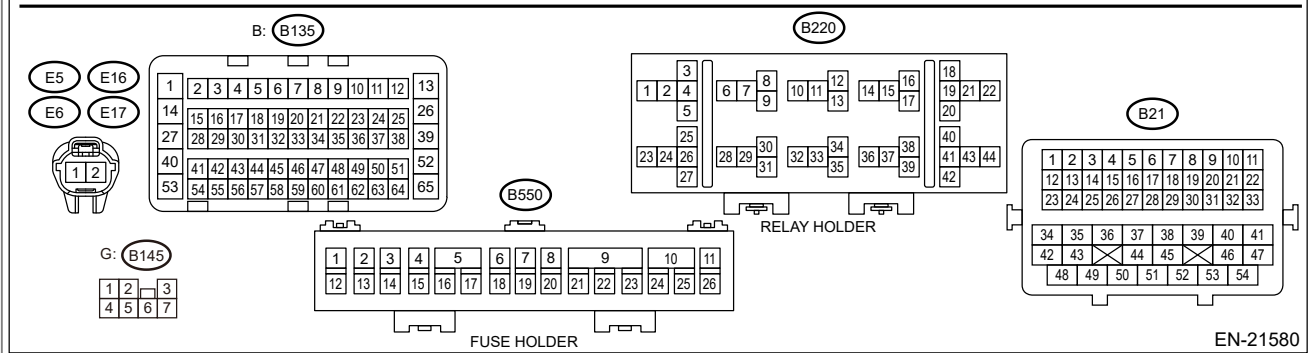 B: B135
B220
E5 E16
E6 E17
1 2
1 2 3 4 5 6 7 8 9 10 11 12 13
14 15 16 17 18 19 20 21 22 23 24 25 26
27 28 29 30 31 32 33 34 35 36 37 38 39
40 41 42 43 44 45 46 47 48 49 50 51 52
53 54 55 56 57 58 59 60 61 62 63 64 65
3 8 12 16 18
1 2 4 6 7 10 11 14 15 19 21 22
5 9 13 17 20
25 30 34 38 40
23 24 26 28 29 32 33 36 37 41 43 44
27 31 35 39 42
RELAY HOLDER
B21
1 2 3 4 5 6 7 8 9 10 11
12 13 14 15 16 17 18 19 20 21 22
23 24 25 26 27 28 29 30 31 32 33
34 35 36 37 38 39 40 41
42 43 44 45 46 47
48 49 50 51 52 53 54
B550
1 2 3 4 5 6 7 8 9 10 11
12 13 14 15 16 17 18 19 20 21 22 23 24 25 26
FUSE HOLDER
G: B145
1 2 3
4 5 6 7
EN-21580